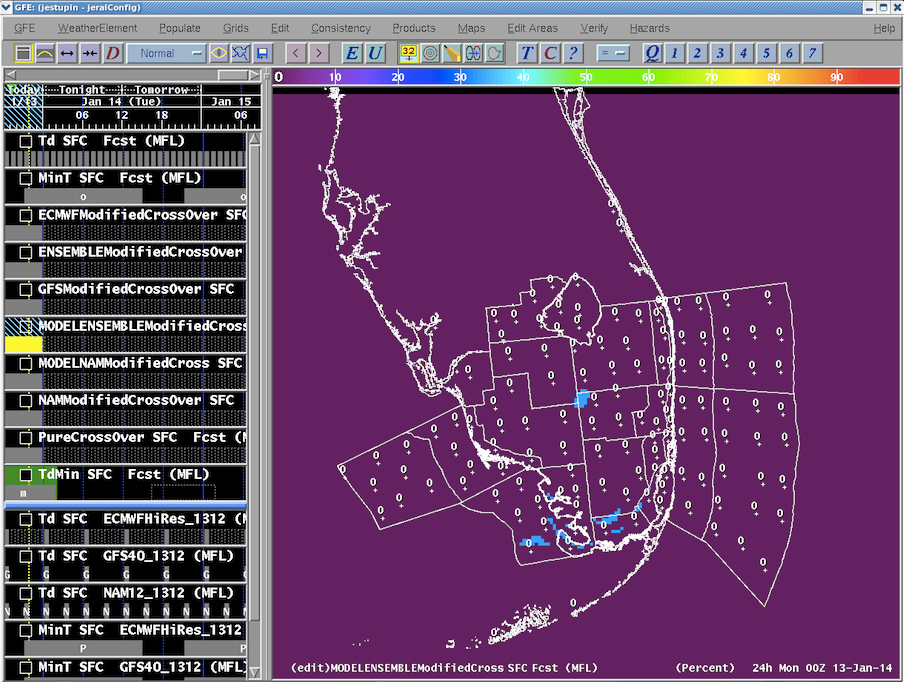 GFE: (jestupin - jeralConfig)
GFE WeatherElement Populate Grids Edit Consistency Products Maps Edit Areas Verify Hazards Help
D Normal < > E U 32 T C ? = Q 1 2 3 4 5 6 7
0 10 20 30 40 50 60 70 80 90
Today Tonight Tomorrow
1/13 Jan 14 (Tue) Jan 15
06 12 18 06
Td SFC Fcst (MFL)
MinT SFC Fcst (MFL)
o o
ECMWFModifiedCrossOver SFC
ENSEMBLEModifiedCrossOver
GFSModifiedCrossOver SFC
MODELENSEMBLEModifiedCross
MODELNAMModifiedCross SFC
NAMModifiedCrossOver SFC
PureCrossOver SFC Fcst (M
TdMin SFC Fcst (MFL)
m
Td SFC ECMWFHiRes_1312 (M
Td SFC GFS40_1312 (MFL)
G G G G G G G
Td SFC NAM12_1312 (MFL)
N N N N N N N N N N N N N
MinT SFC ECMWFHiRes_1312
P P
MinT SFC GFS40_1312 (MFL)
(edit)MODELENSEMBLEModifiedCross SFC Fcst (MFL) (Percent) 24h Mon 00Z 13-Jan-14